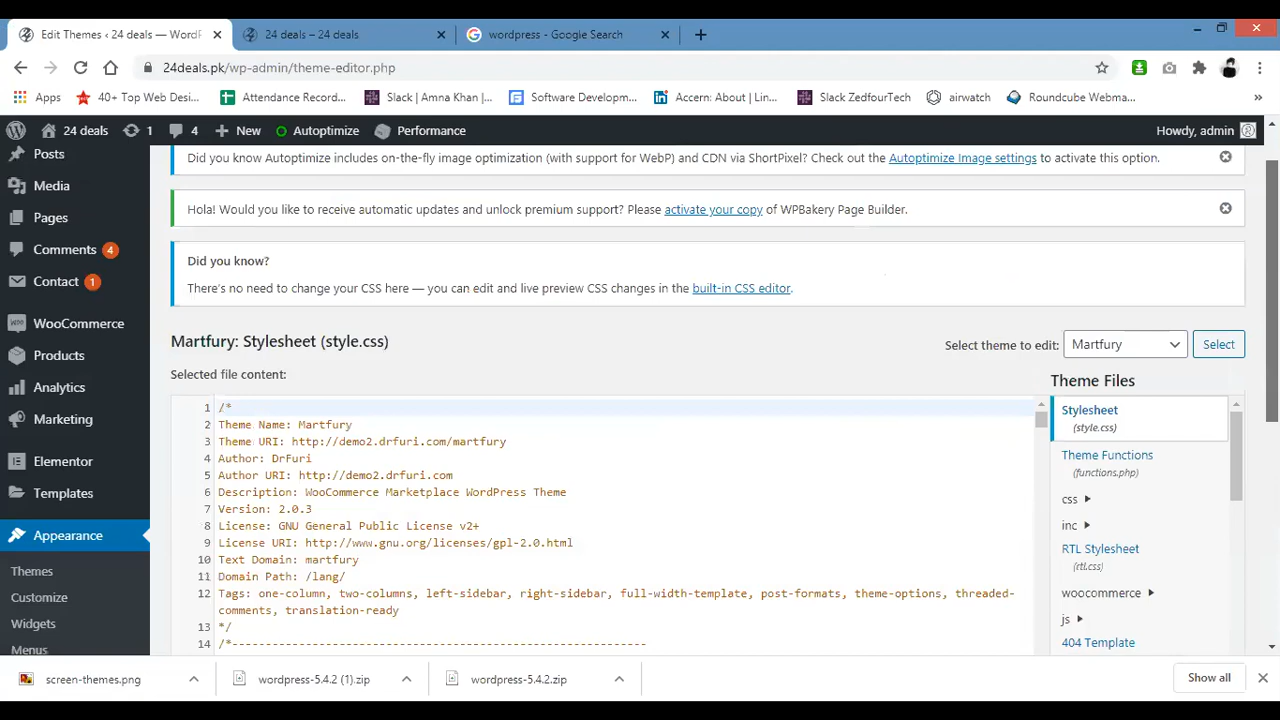 Edit Themes ‹ 24 deals — WordP
24 deals – 24 deals
wordpress - Google Search
24deals.pk/wp-admin/theme-editor.php
Apps
40+ Top Web Desi...
Attendance Record...
Slack | Amna Khan |...
Software Developm...
Accern: About | Lin...
Slack ZedfourTech
airwatch
Roundcube Webma...
24 deals
1
4
New
Autoptimize
Performance
Howdy, admin
Posts
Media
Pages
Comments 4
Contact 1
WooCommerce
Products
Analytics
Marketing
Elementor
Templates
Appearance
Themes
Customize
Widgets
Menus
Did you know Autoptimize includes on-the-fly image optimization (with support for WebP) and CDN via ShortPixel? Check out the Autoptimize Image settings to activate this option.
Hola! Would you like to receive automatic updates and unlock premium support? Please activate your copy of WPBakery Page Builder.
Did you know?
There's no need to change your CSS here — you can edit and live preview CSS changes in the built-in CSS editor.
Martfury: Stylesheet (style.css)
Select theme to edit:
Martfury
Select
Selected file content:
1 /*
2 Theme Name: Martfury
3 Theme URI: http://demo2.drfuri.com/martfury
4 Author: DrFuri
5 Author URI: http://demo2.drfuri.com
6 Description: WooCommerce Marketplace WordPress Theme
7 Version: 2.0.3
8 License: GNU General Public License v2+
9 License URI: http://www.gnu.org/licenses/gpl-2.0.html
10 Text Domain: martfury
11 Domain Path: /lang/
12 Tags: one-column, two-columns, left-sidebar, right-sidebar, full-width-template, post-formats, theme-options, threaded-
comments, translation-ready
13 */
14 /*--------------------------------------------------------------
Theme Files
Stylesheet
(style.css)
Theme Functions
(functions.php)
css
inc
RTL Stylesheet
(rtl.css)
woocommerce
js
404 Template
screen-themes.png
wordpress-5.4.2 (1).zip
wordpress-5.4.2.zip
Show all